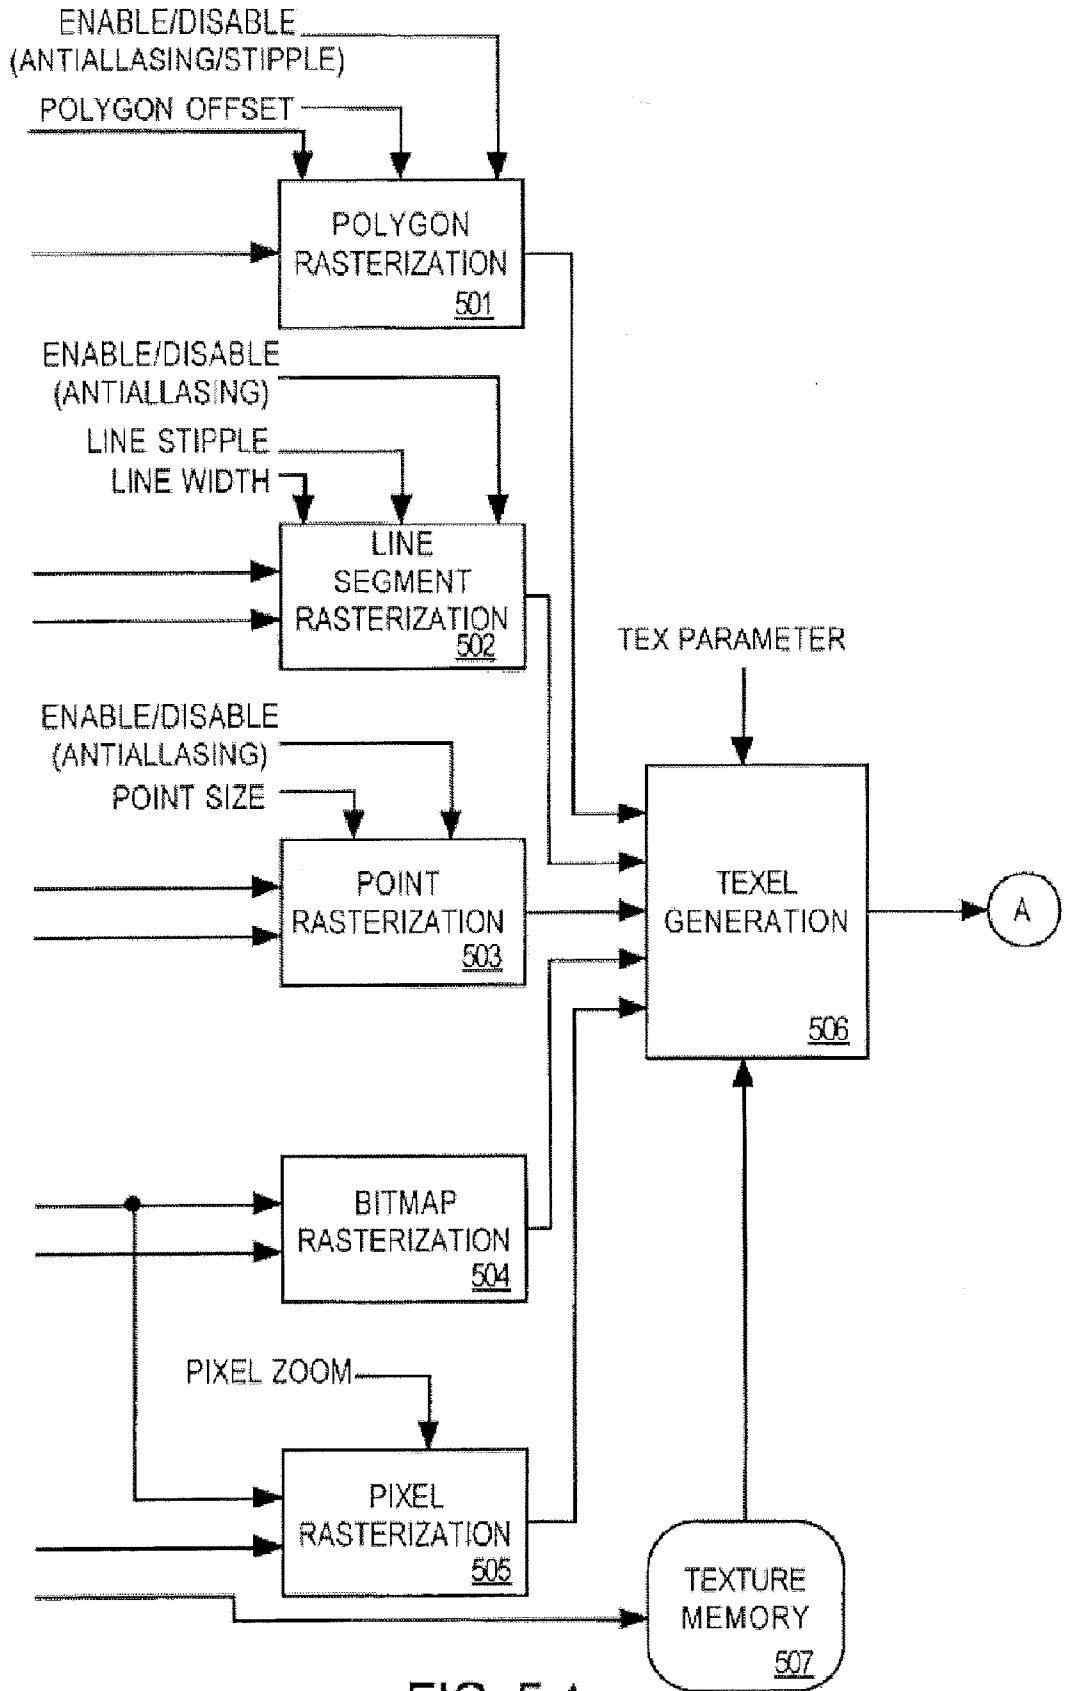 ENABLE/DISABLE
(ANTIALLASING/STIPPLE)
POLYGON OFFSET
POLYGON
RASTERIZATION
501
ENABLE/DISABLE
(ANTIALLASING)
LINE STIPPLE
LINE WIDTH
LINE
SEGMENT
RASTERIZATION
502
TEX PARAMETER
ENABLE/DISABLE
(ANTIALLASING)
POINT SIZE
POINT
RASTERIZATION
503
TEXEL
GENERATION
506
A
BITMAP
RASTERIZATION
504
PIXEL ZOOM
PIXEL
RASTERIZATION
505
TEXTURE
MEMORY
507